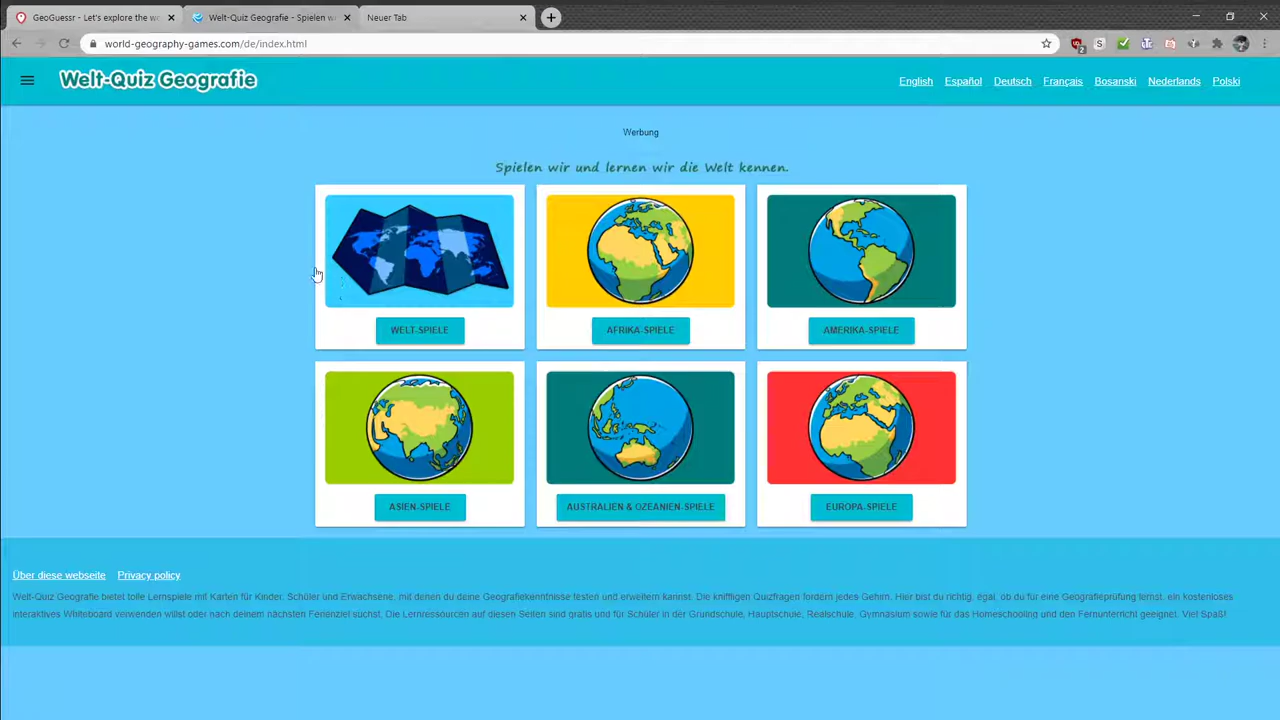 GeoGuessr - Let's explore the wo
Welt-Quiz Geografie - Spielen w
Neuer Tab
world-geography-games.com/de/index.html
2
Welt-Quiz Geografie
English Español Deutsch Français Bosanski Nederlands Polski
Werbung
Spielen wir und lernen wir die Welt kennen.
WELT-SPIELE
AFRIKA-SPIELE
AMERIKA-SPIELE
ASIEN-SPIELE
AUSTRALIEN & OZEANIEN-SPIELE
EUROPA-SPIELE
Über diese webseite Privacy policy
Welt-Quiz Geografie bietet tolle Lernspiele mit Karten für Kinder, Schüler und Erwachsene, mit denen du deine Geografiekenntnisse testen und erweitern kannst. Die kniffligen Quizfragen fordern jedes Gehirn. Hier bist du richtig, egal, ob du für eine Geografieprüfung lernst, ein kostenloses
interaktives Whiteboard verwenden willst oder nach deinem nächsten Ferienziel suchst. Die Lernressourcen auf diesen Seiten sind gratis und für Schüler in der Grundschule, Hauptschule, Realschule, Gymnasium sowie für das Homeschooling und den Fernunterricht geeignet. Viel Spaß!